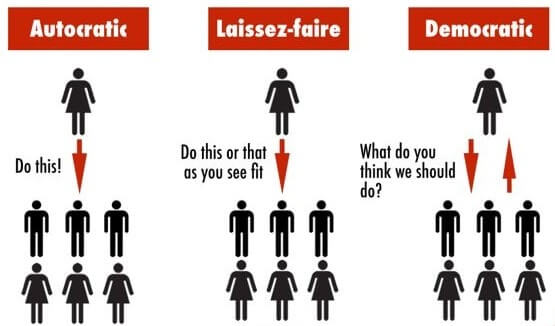 Autocratic
Laissez-faire
Democratic
Do this!
Do this or that
as you see fit
What do you
think we should
do?